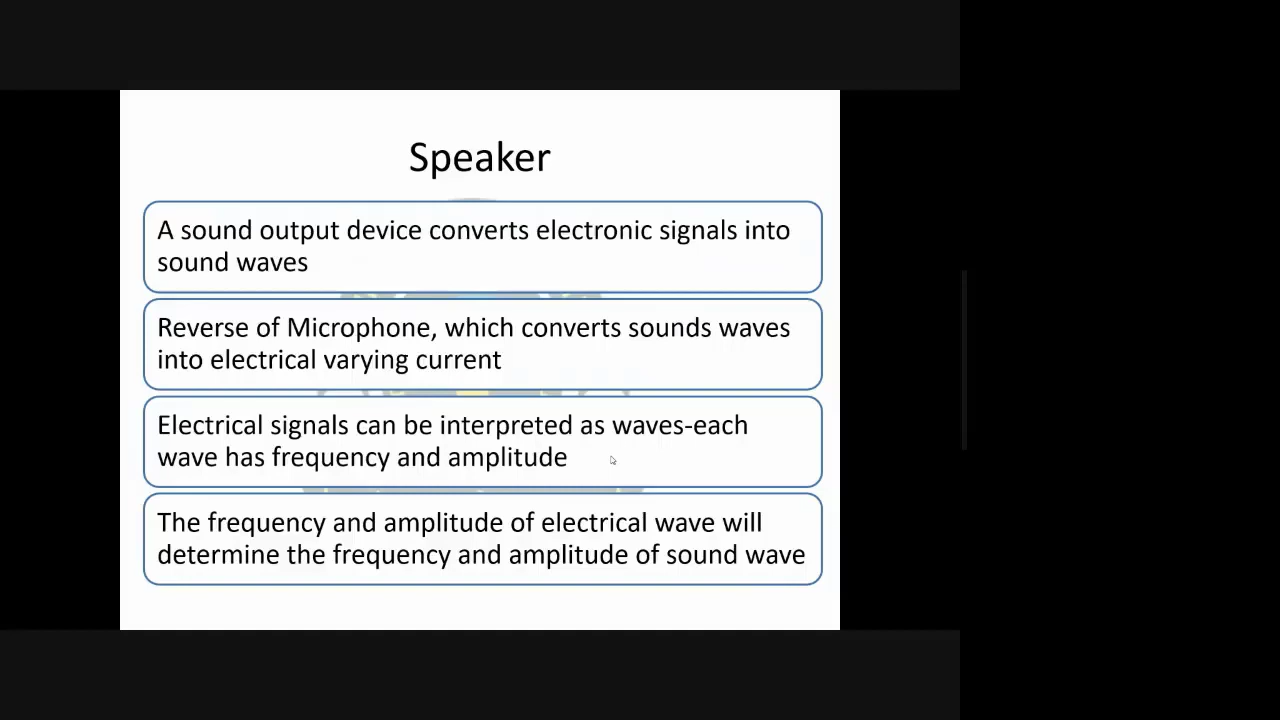 Speaker
A sound output device converts electronic signals into
sound waves
Reverse of Microphone, which converts sounds waves
into electrical varying current
Electrical signals can be interpreted as waves-each
wave has frequency and amplitude
The frequency and amplitude of electrical wave will
determine the frequency and amplitude of sound wave